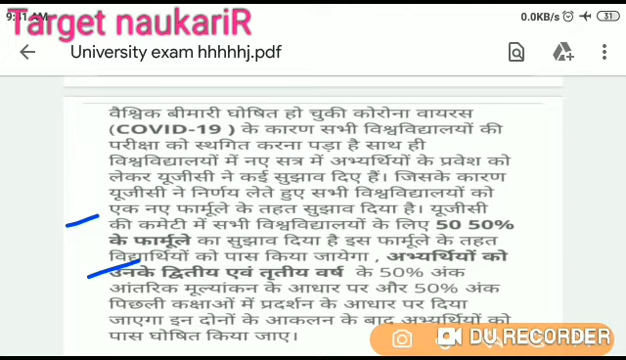 9:41 AM
Target naukariR
0.0KB/s
31
University exam hhhhhj.pdf
वैश्विक बीमारी घोषित हो चुकी कोरोना वायरस
(COVID-19 ) के कारण सभी विश्वविद्यालयों की
परीक्षा को स्थगित करना पड़ा है साथ ही
विश्वविद्यालयों में नए सत्र में अभ्यर्थियों के प्रवेश को
लेकर यूजीसी ने कई सुझाव दिए हैं। जिसके कारण
यूजीसी ने निर्णय लेते हुए सभी विश्वविद्यालयों को
एक नए फार्मूले के तहत सुझाव दिया है। यूजीसी
की कमेटी में सभी विश्वविद्यालयों के लिए 50 50%
के फार्मूले का सुझाव दिया है इस फार्मूले के तहत
विद्यार्थियों को पास किया जायेगा , अभ्यर्थियों को
उनके द्वितीय एवं तृतीय वर्ष के 50% अंक
आंतरिक मूल्यांकन के आधार पर और 50% अंक
पिछली कक्षाओं में प्रदर्शन के आधार पर दिया
जाएगा इन दोनों के आकलन के बाद अभ्यर्थियों को
पास घोषित किया जाए।
DU RECORDER